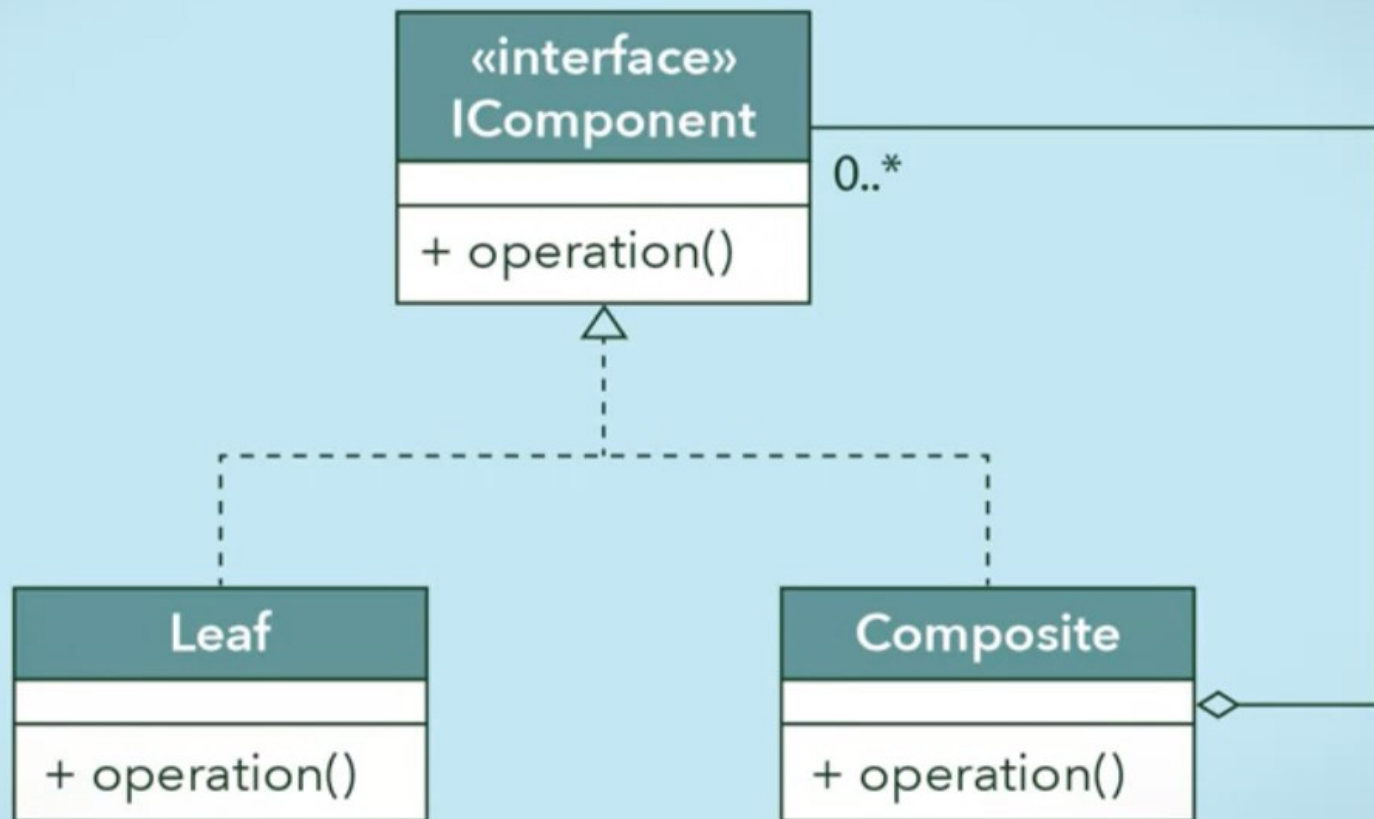 «interface»
IComponent
0..*
+ operation()
Leaf
Composite
+ operation()
+ operation()